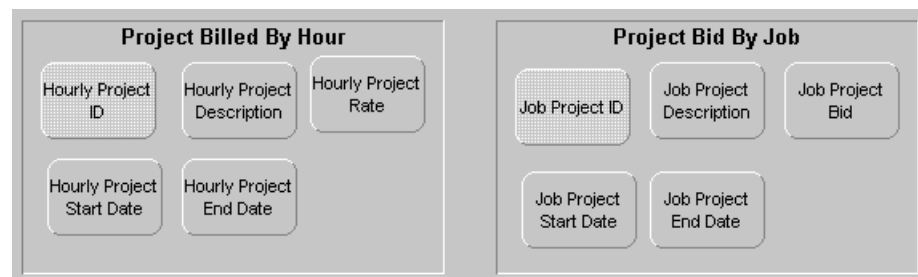 Project Billed By Hour
Hourly Project
ID
Hourly Project
Description
Hourly Project
Rate
Hourly Project
Start Date
Hourly Project
End Date
Project Bid By Job
Job Project ID
Job Project
Description
Job Project
Bid
Job Project
Start Date
Job Project
End Date